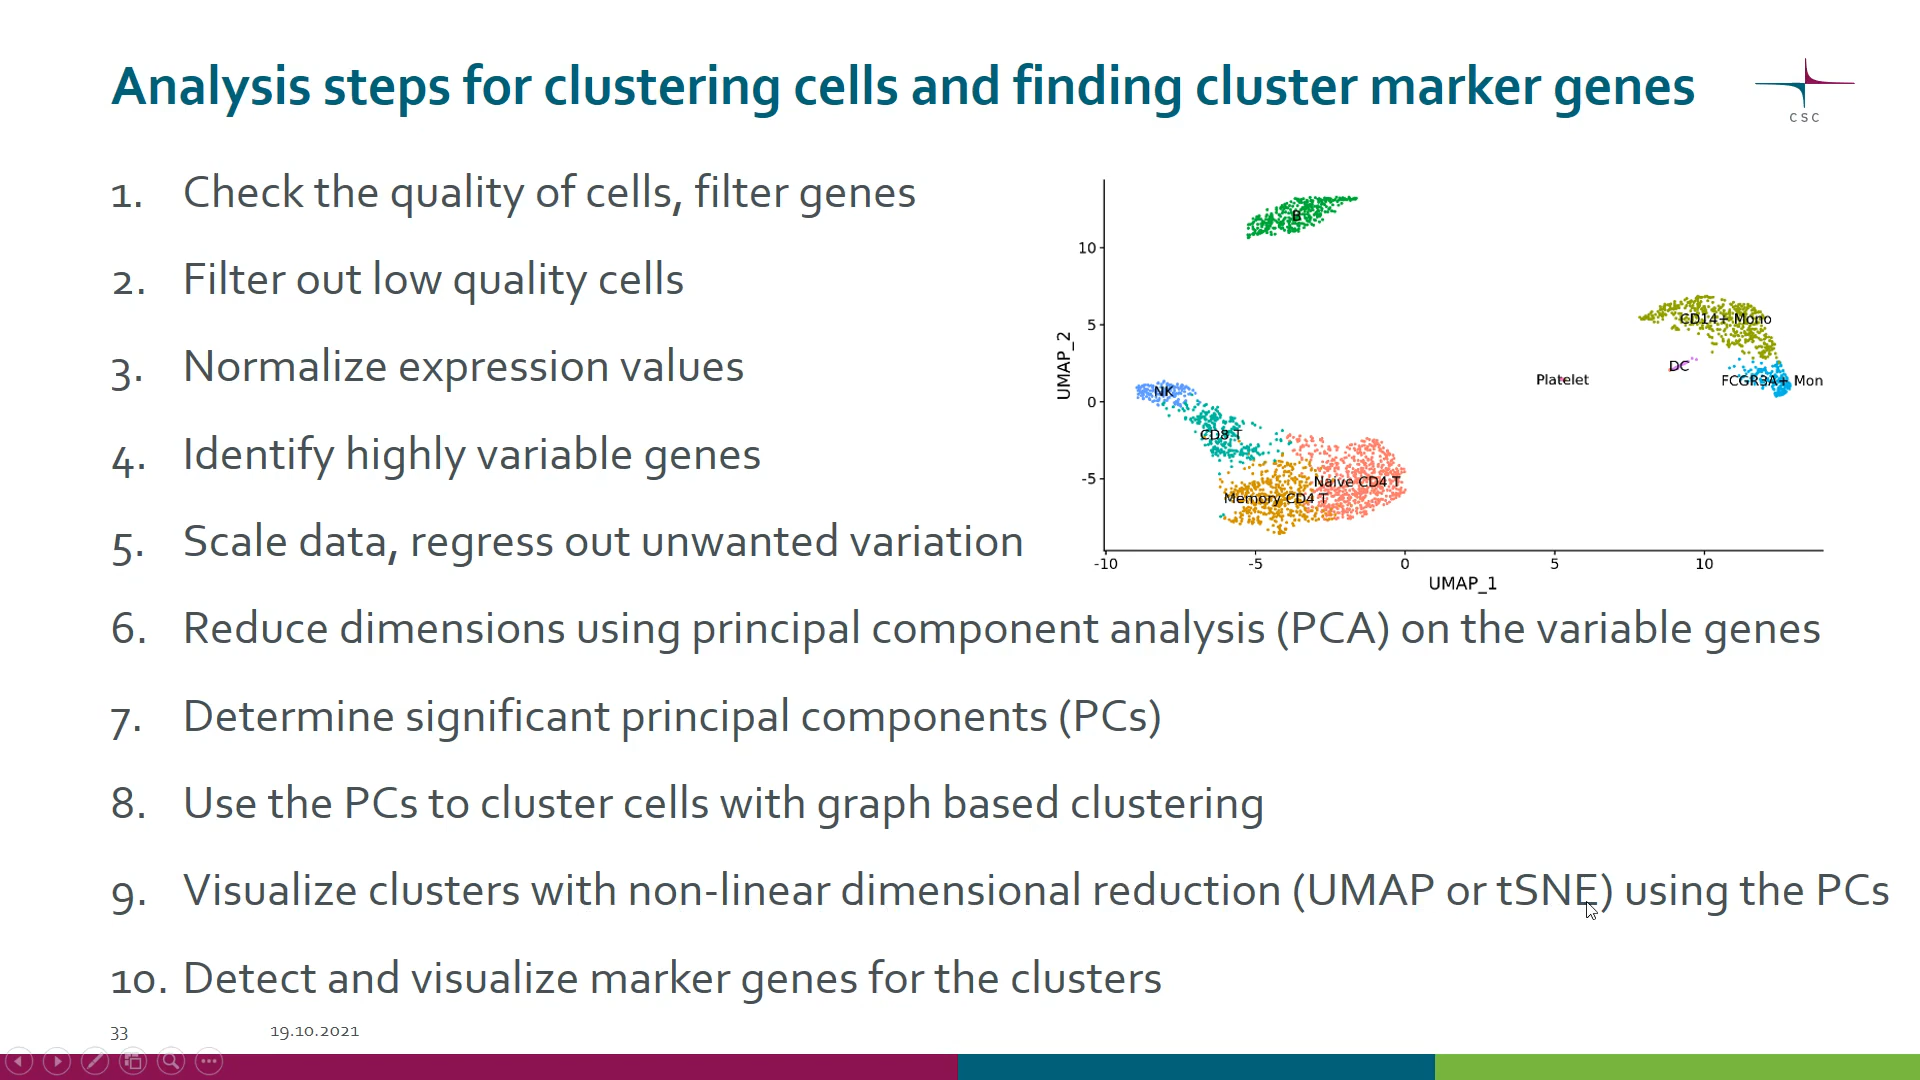 Analysis steps for clustering cells and finding cluster marker genes
CSC
1. Check the quality of cells, filter genes
2. Filter out low quality cells
3. Normalize expression values
4. Identify highly variable genes
5. Scale data, regress out unwanted variation
6. Reduce dimensions using principal component analysis (PCA) on the variable genes
7. Determine significant principal components (PCs)
8. Use the PCs to cluster cells with graph based clustering
9. Visualize clusters with non-linear dimensional reduction (UMAP or tSNE) using the PCs
10. Detect and visualize marker genes for the clusters
UMAP_2
10
5
0
-5
B
CD14+ Mono
DC
Platelet
FCGR3A+ Mon
NK
CD8 T
Naive CD4 T
Memory CD4 T
-10 -5 0 5 10
UMAP_1
33 19.10.2021